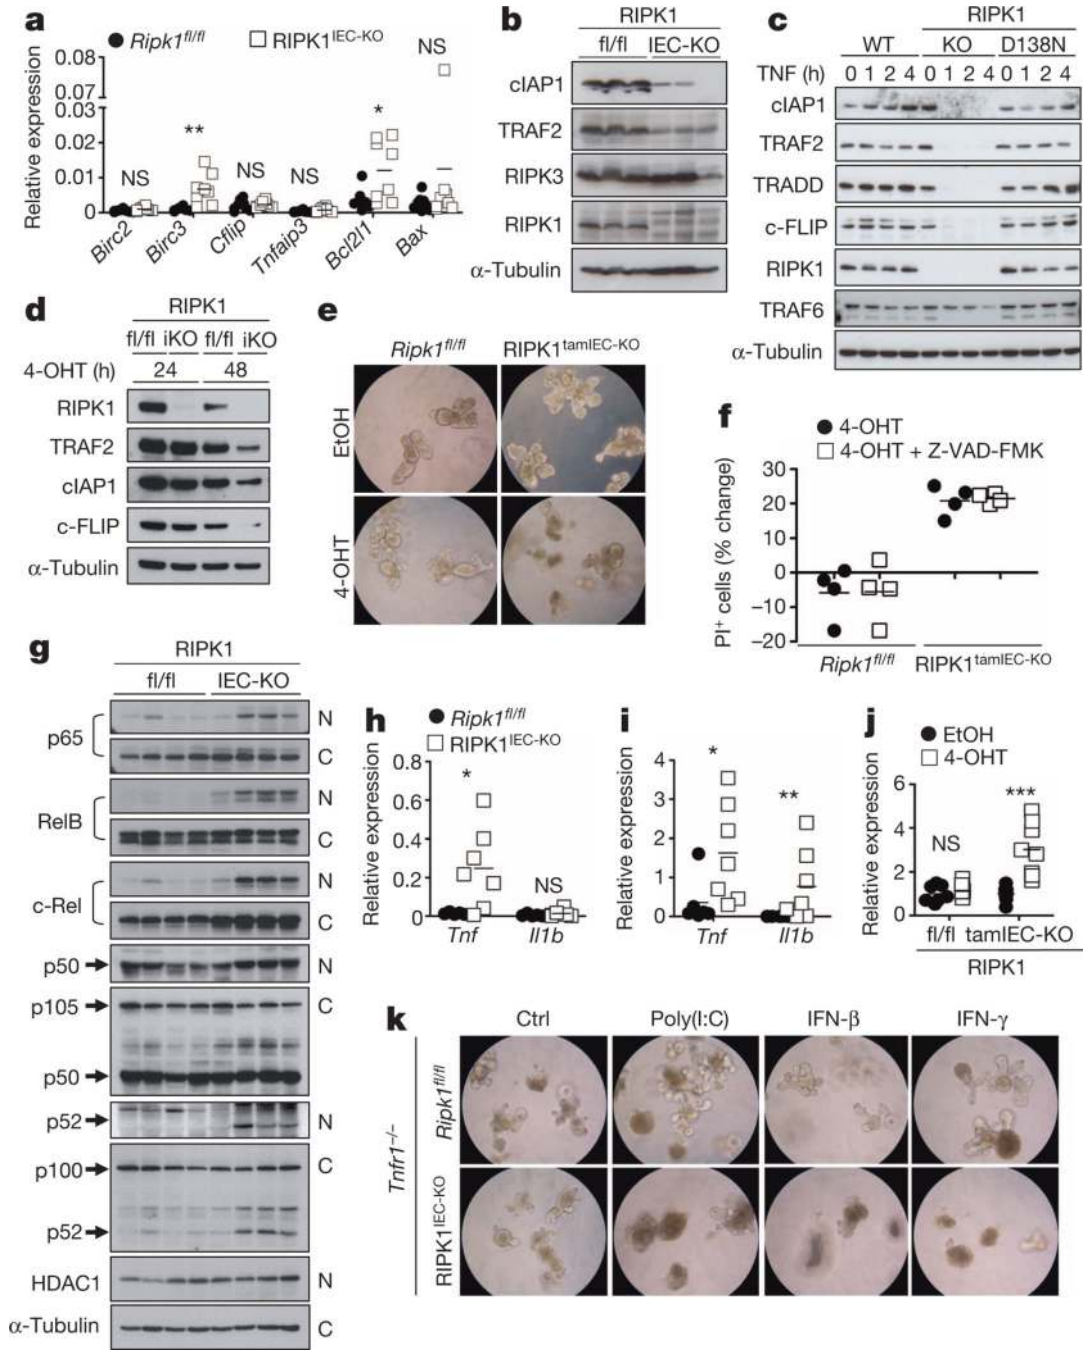 a
Ripk1fl/fl
RIPK1IEC-KO
Relative expression
0.08
0.07
0.03
0.02
0.01
0
NS
**
NS
NS
*
NS
Birc2
Birc3
Cflip
Tnfaip3
Bcl2l1
Bax
b
RIPK1
fl/fl IEC-KO
cIAP1
TRAF2
RIPK3
RIPK1
α-Tubulin
c
RIPK1
WT KO D138N
TNF (h) 0 1 2 4 0 1 2 4 0 1 2 4
cIAP1
TRAF2
TRADD
c-FLIP
RIPK1
TRAF6
α-Tubulin
d
RIPK1
fl/fl iKO fl/fl iKO
4-OHT (h) 24 48
RIPK1
TRAF2
cIAP1
c-FLIP
α-Tubulin
e
Ripk1fl/fl RIPK1tamIEC-KO
EtOH
4-OHT
f
4-OHT
4-OHT + Z-VAD-FMK
PI+ cells (% change)
30
20
10
0
−10
−20
Ripk1fl/fl RIPK1tamIEC-KO
g
RIPK1
fl/fl IEC-KO
p65 N
C
RelB N
C
c-Rel N
C
p50 N
p105 C
p50
p52 N
p100 C
p52
HDAC1 N
α-Tubulin C
h
Ripk1fl/fl
RIPK1IEC-KO
Relative expression
0.8
0.6
0.4
0.2
0
*
NS
Tnf Il1b
i
Relative expression
4
3
2
1
0
*
**
Tnf Il1b
j
EtOH
4-OHT
Relative expression
6
4
2
0
NS
***
fl/fl tamIEC-KO
RIPK1
k
Ctrl Poly(I:C) IFN-β IFN-γ
Tnfr1−/−
Ripk1fl/fl
RIPK1IEC-KO